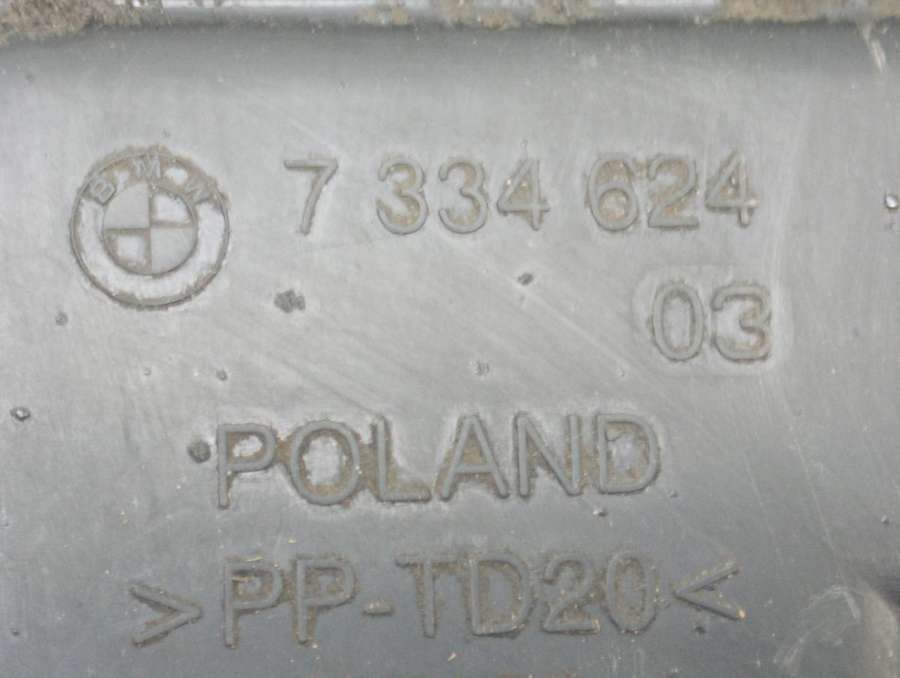 BMW
7 334 624
03
POLAND
>PP-TD20<